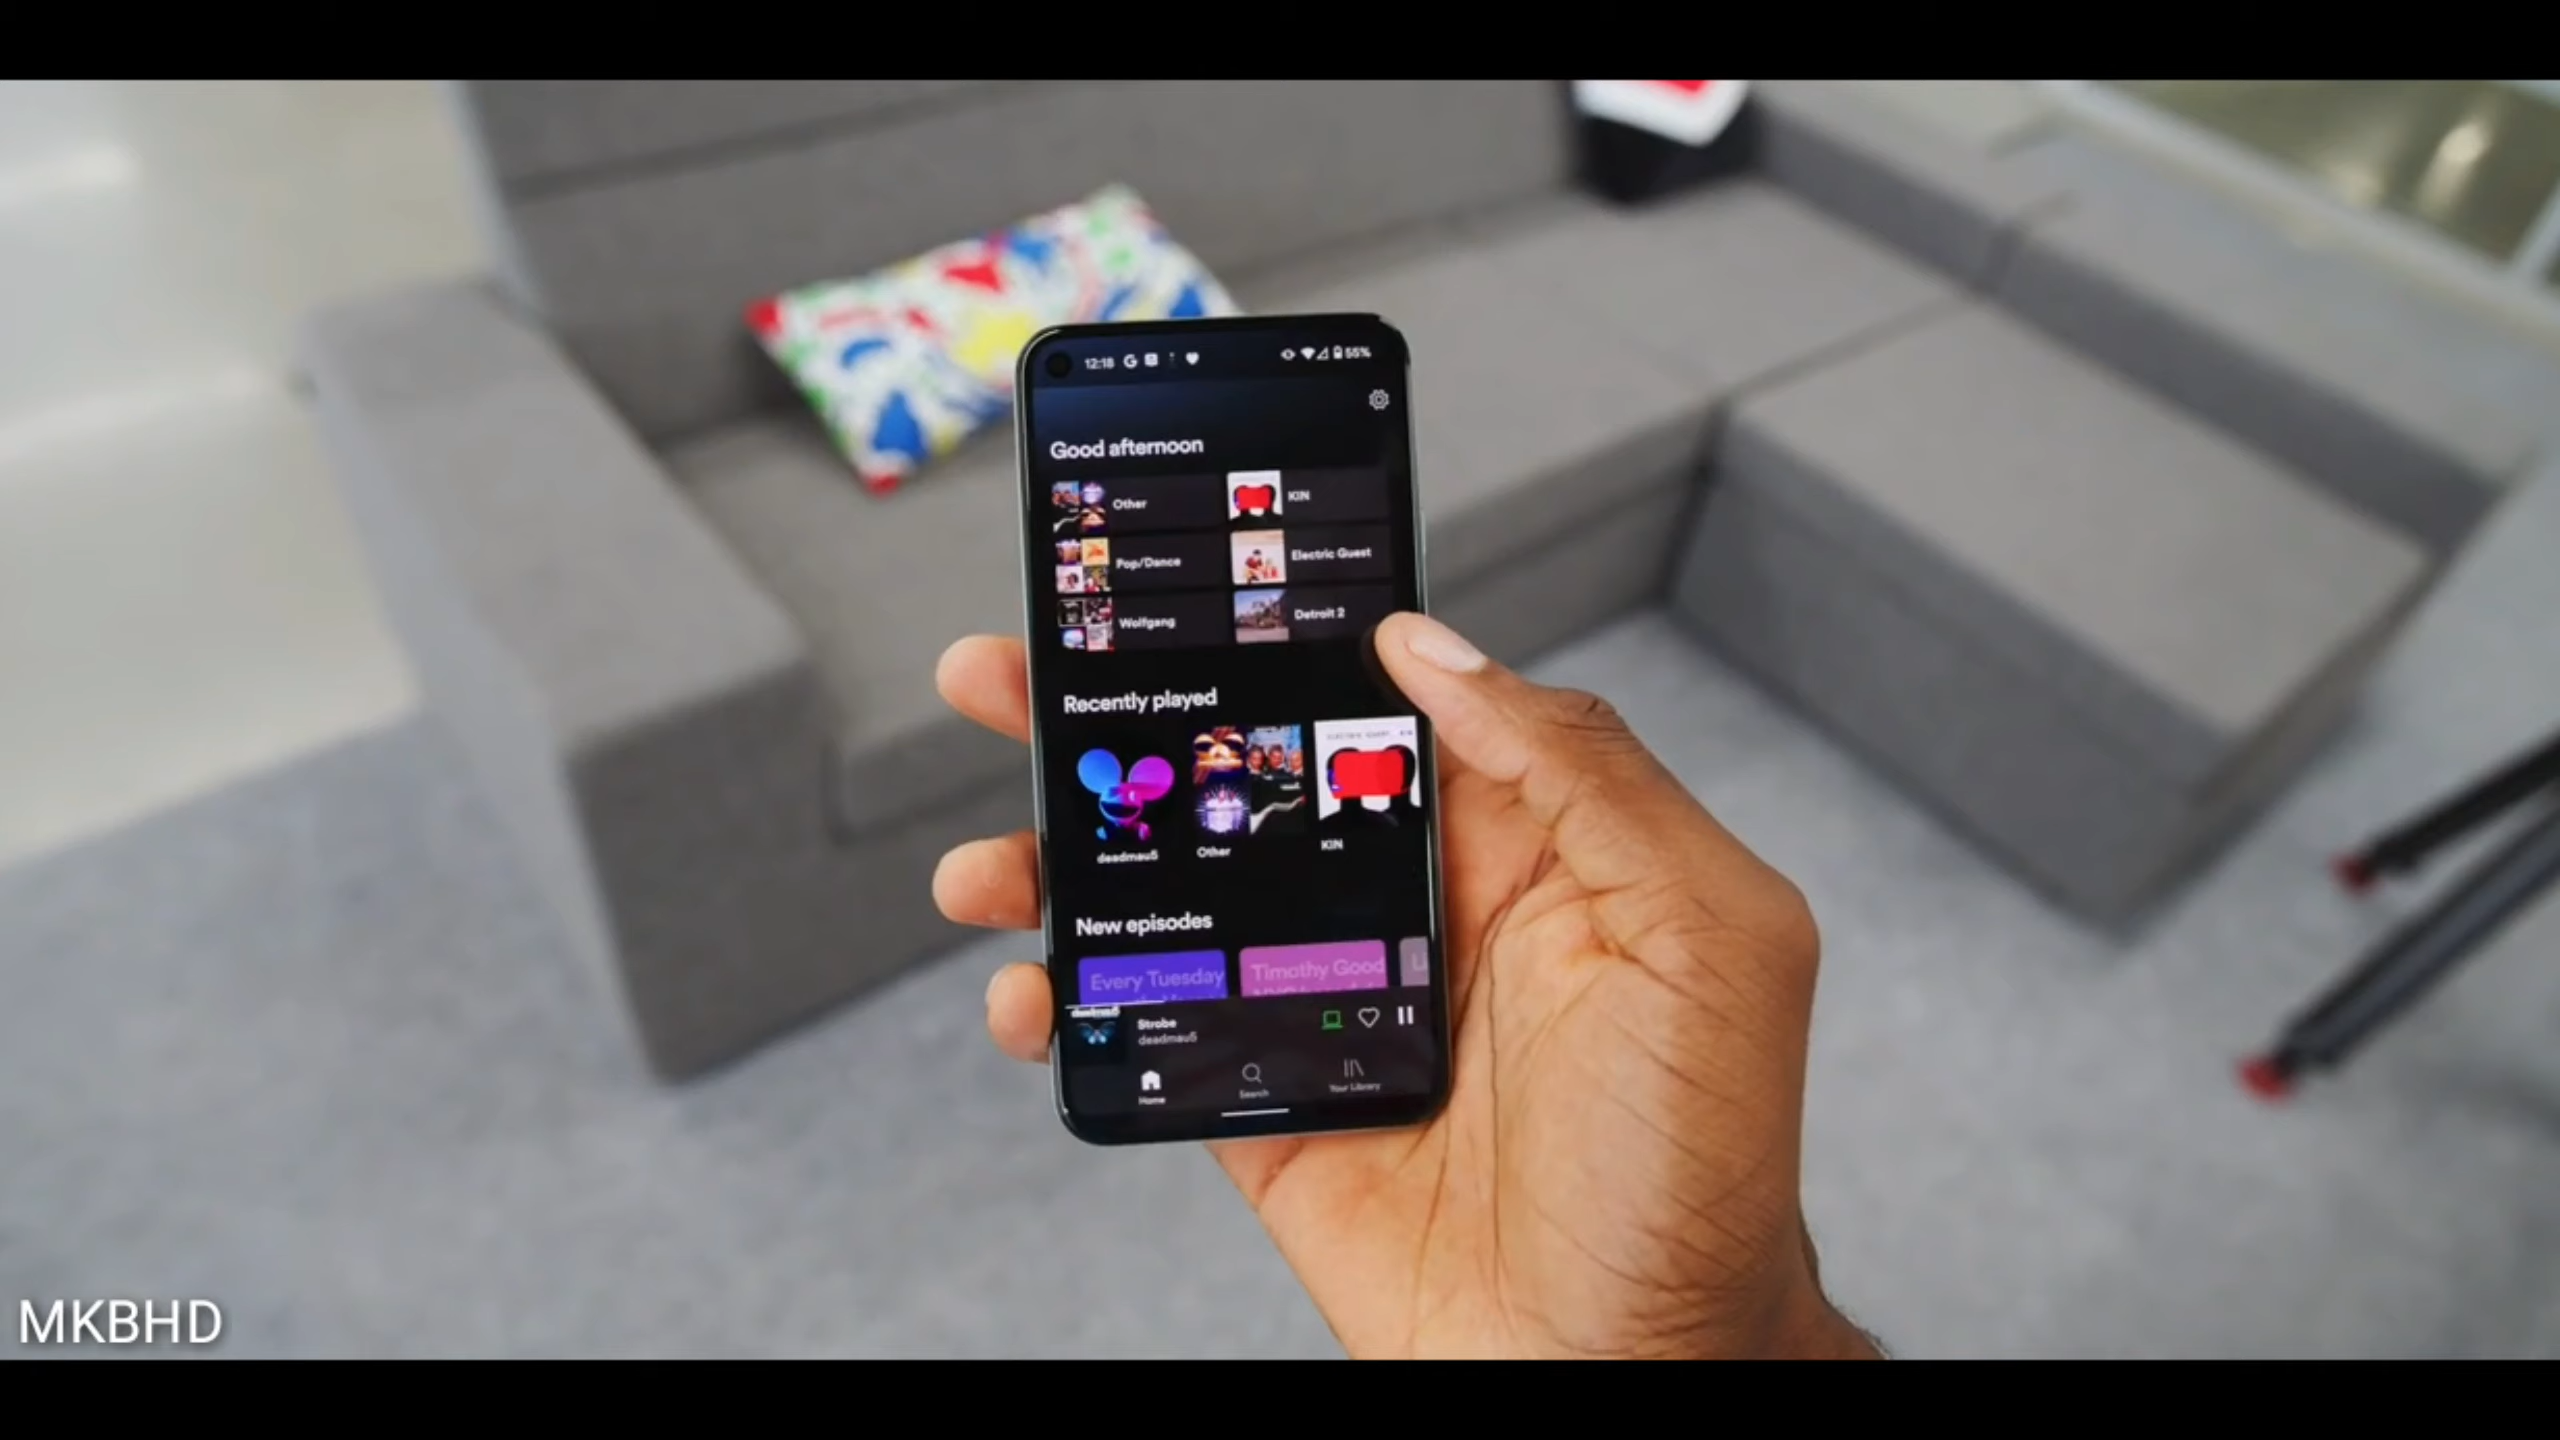 12:18 G 55%
Good afternoon
Other
KIN
Pop/Dance
Electric Guest
Wolfgang
Detroit 2
Recently played
deadmau5
Other
KIN
New episodes
Every Tuesday
Timothy Good
Strobe
deadmau5
Home
Search
Your Library
MKBHD